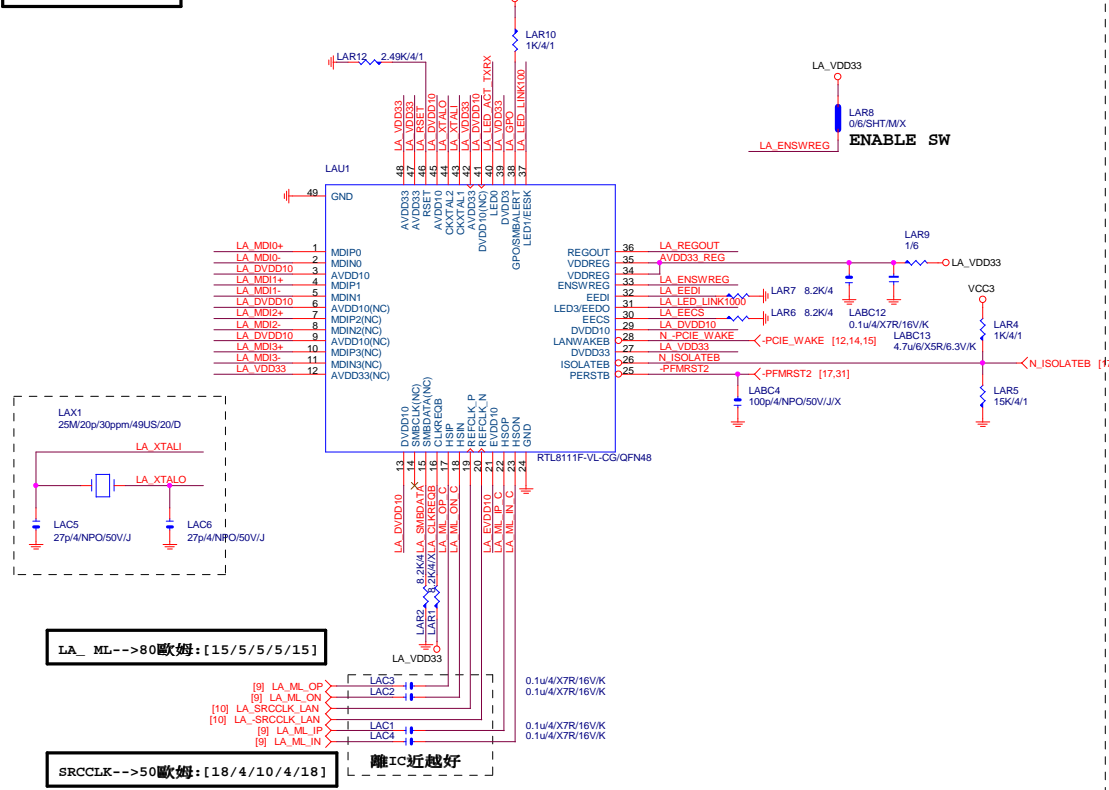 LAR10
1K/4/1
LAR12 2.49K/4/1
LA_VDD33
LA_VDD33
LA_RSET
LA_DVDD10
LA_XTALO
LA_XTALI
LA_VDD33
LA_DVDD10
LA_LED_ACT_TXRX
LA_VDD33
LA_GPO
LA_LED_LINK100
LA_VDD33
LAR8
0/6/SHT/M/X
ENABLE SW
LA_ENSWREG
LAU1
48 47 46 45 44 43 42 41 40 39 38 37
AVDD33
AVDD33
RSET
AVDD10
CKXTAL2
CKXTAL1
AVDD33
DVDD10(NC)
LED0
DVDD3
GPO/SMBALERT
LED1/EESK
49 GND
LA_MDI0+ 1 MDIP0
LA_MDI0- 2 MDIN0
LA_DVDD10 3 AVDD10
LA_MDI1+ 4 MDIP1
LA_MDI1- 5 MDIN1
LA_DVDD10 6 AVDD10(NC)
LA_MDI2+ 7 MDIP2(NC)
LA_MDI2- 8 MDIN2(NC)
LA_DVDD10 9 AVDD10(NC)
LA_MDI3+ 10 MDIP3(NC)
LA_MDI3- 11 MDIN3(NC)
LA_VDD33 12 AVDD33(NC)
REGOUT 36 LA_REGOUT
VDDREG 35 AVDD33_REG
VDDREG 34
ENSWREG 33 LA_ENSWREG
EEDI 32 LA_EEDI
LED3/EEDO 31 LA_LED_LINK1000
EECS 30 LA_EECS
DVDD10 29 LA_DVDD10
LANWAKEB 28 N_-PCIE_WAKE
DVDD33 27 LA_VDD33
ISOLATEB 26 N_ISOLATEB
PERSTB 25 -PFMRST2
LAR9
1/6
LA_VDD33
LAR7 8.2K/4
LAR6 8.2K/4
LABC12
0.1u/4/X7R/16V/K
LABC13
4.7u/6/X5R/6.3V/K
VCC3
LAR4
1K/4/1
-PCIE_WAKE [12,14,15]
N_ISOLATEB
-PFMRST2 [17,31]
LABC4
100p/4/NPO/50V/J/X
LAR5
15K/4/1
RTL8111F-VL-CG/QFN48
DVDD10
SMBCLK(NC)
SMBDATA(NC)
CLKREQB
HSIP
HSIN
REFCLK_P
REFCLK_N
EVDD10
HSOP
HSON
GND
13 14 15 16 17 18 19 20 21 22 23 24
LA_DVDD10
LA_SMBDATA
LA_CLKREQB
LA_ML_OP_C
LA_ML_ON_C
LA_EVDD10
LA_ML_IP_C
LA_ML_IN_C
8.2K/4
8.2K/4/X
LAR2
LAR1
LA_VDD33
LAX1
25M/20p/30ppm/49US/20/D
LA_XTALI
LA_XTALO
LAC5
27p/4/NPO/50V/J
LAC6
27p/4/NPO/50V/J
LA_ ML-->80歐姆:[15/5/5/5/15]
[9] LA_ML_OP LAC3 0.1u/4/X7R/16V/K
[9] LA_ML_ON LAC2 0.1u/4/X7R/16V/K
[10] LA_SRCCLK_LAN
[10] LA_-SRCCLK_LAN
[9] LA_ML_IP LAC1 0.1u/4/X7R/16V/K
[9] LA_ML_IN LAC4 0.1u/4/X7R/16V/K
離IC近越好
SRCCLK-->50歐姆:[18/4/10/4/18]